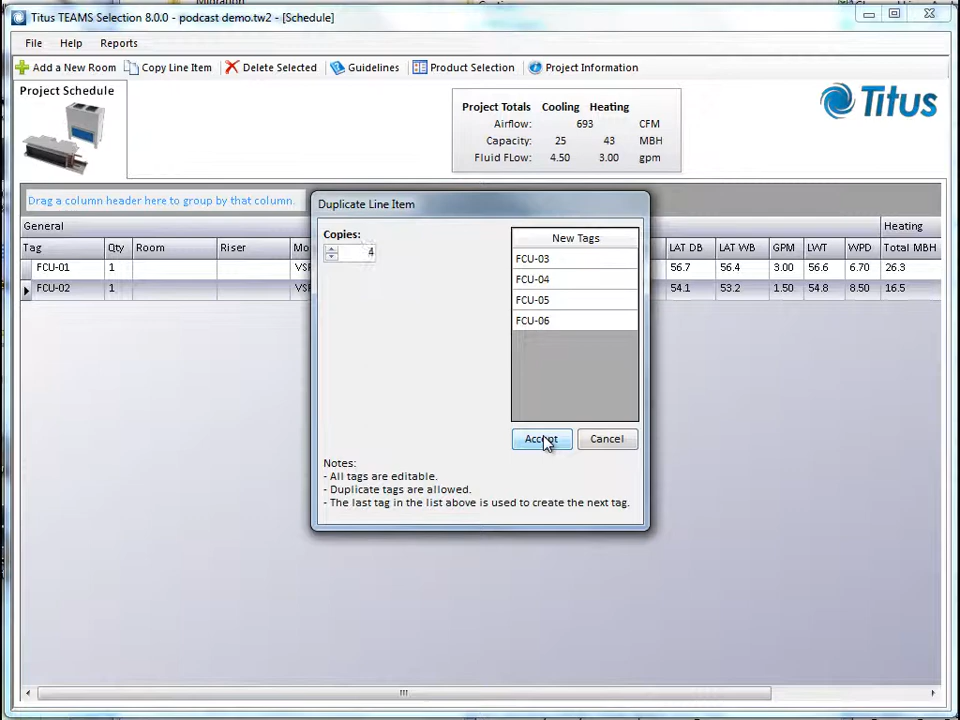 Titus TEAMS Selection 8.0.0 - podcast demo.tw2 - [Schedule]
File Help Reports
Add a New Room Copy Line Item Delete Selected Guidelines Product Selection Project Information
Project Schedule
Project Totals Cooling Heating
Airflow: 693 CFM
Capacity: 25 43 MBH
Fluid FLow: 4.50 3.00 gpm
Titus
Drag a column header here to group by that column.
General Heating
Tag Qty Room Riser LAT DB LAT WB GPM LWT WPD Total MBH
FCU-01 1 56.7 56.4 3.00 56.6 6.70 26.3
FCU-02 1 54.1 53.2 1.50 54.8 8.50 16.5
Duplicate Line Item
Copies:
4
New Tags
FCU-03
FCU-04
FCU-05
FCU-06
Accept Cancel
Notes:
- All tags are editable.
- Duplicate tags are allowed.
- The last tag in the list above is used to create the next tag.